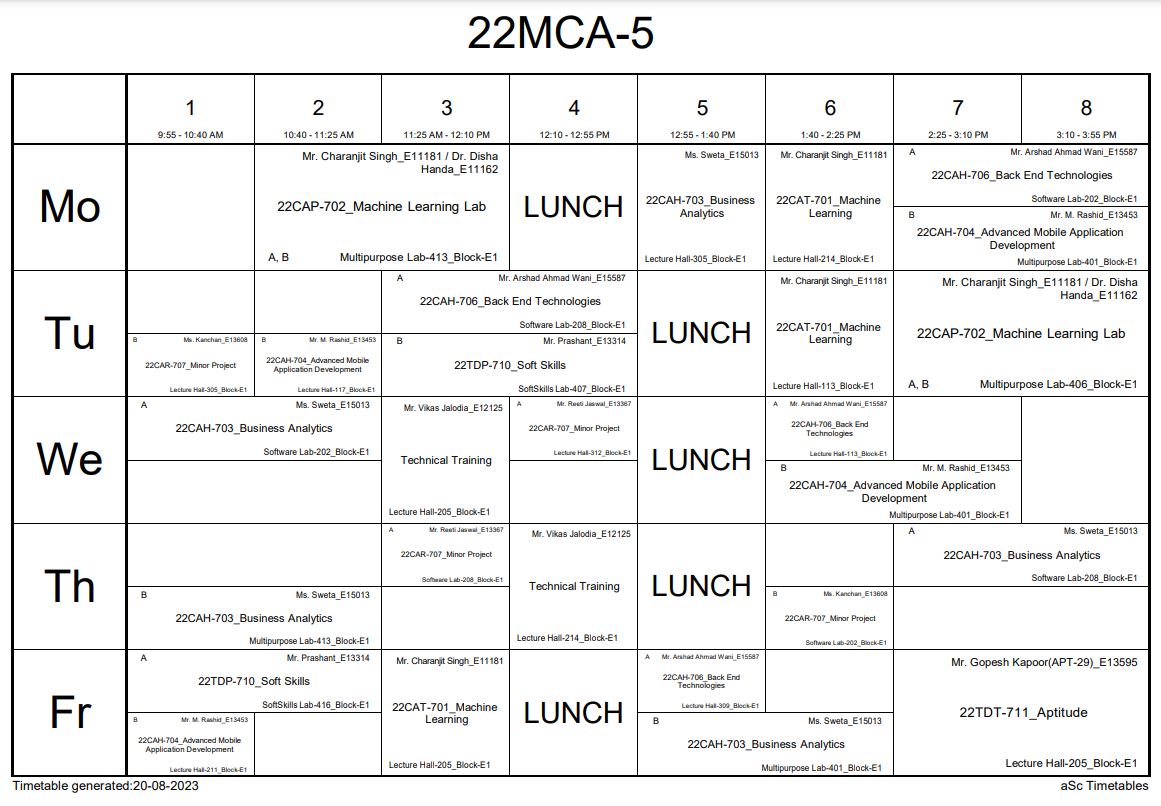 22MCA-5
1 2 3 4 5 6 7 8
9:55 - 10:40 AM 10:40 - 11:25 AM 11:25 AM - 12:10 PM 12:10 - 12:55 PM 12:55 - 1:40 PM 1:40 - 2:25 PM 2:25 - 3:10 PM 3:10 - 3:55 PM
Mo
Mr. Charanjit Singh_E11181 / Dr. Disha
Handa_E11162
22CAP-702_Machine Learning Lab
A, B Multipurpose Lab-413_Block-E1
LUNCH
Ms. Sweta_E15013
22CAH-703_Business
Analytics
Lecture Hall-305_Block-E1
Mr. Charanjit Singh_E11181
22CAT-701_Machine
Learning
Lecture Hall-214_Block-E1
A Mr. Arshad Ahmad Wani_E15587
22CAH-706_Back End Technologies
Software Lab-202_Block-E1
B Mr. M. Rashid_E13453
22CAH-704_Advanced Mobile Application
Development
Multipurpose Lab-401_Block-E1
Tu
B Ms. Kanchan_E13608
22CAR-707_Minor Project
Lecture Hall-305_Block-E1
B Mr. M. Rashid_E13453
22CAH-704_Advanced Mobile
Application Development
Lecture Hall-117_Block-E1
A Mr. Arshad Ahmad Wani_E15587
22CAH-706_Back End Technologies
Software Lab-208_Block-E1
B Mr. Prashant_E13314
22TDP-710_Soft Skills
SoftSkills Lab-407_Block-E1
LUNCH
Mr. Charanjit Singh_E11181
22CAT-701_Machine
Learning
Lecture Hall-113_Block-E1
Mr. Charanjit Singh_E11181 / Dr. Disha
Handa_E11162
22CAP-702_Machine Learning Lab
A, B Multipurpose Lab-406_Block-E1
We
A Ms. Sweta_E15013
22CAH-703_Business Analytics
Software Lab-202_Block-E1
Mr. Vikas Jalodia_E12125
Technical Training
Lecture Hall-205_Block-E1
A Mr. Reeti Jaswal_E13367
22CAR-707_Minor Project
Lecture Hall-312_Block-E1
LUNCH
A Mr. Arshad Ahmad Wani_E15587
22CAH-706_Back End
Technologies
Lecture Hall-113_Block-E1
B Mr. M. Rashid_E13453
22CAH-704_Advanced Mobile Application
Development
Multipurpose Lab-401_Block-E1
Th
B Ms. Sweta_E15013
22CAH-703_Business Analytics
Multipurpose Lab-413_Block-E1
A Mr. Reeti Jaswal_E13367
22CAR-707_Minor Project
Software Lab-208_Block-E1
Mr. Vikas Jalodia_E12125
Technical Training
Lecture Hall-214_Block-E1
LUNCH
B Ms. Kanchan_E13608
22CAR-707_Minor Project
Software Lab-202_Block-E1
A Ms. Sweta_E15013
22CAH-703_Business Analytics
Software Lab-208_Block-E1
Fr
A Mr. Prashant_E13314
22TDP-710_Soft Skills
SoftSkills Lab-416_Block-E1
B Mr. M. Rashid_E13453
22CAH-704_Advanced Mobile
Application Development
Lecture Hall-211_Block-E1
Mr. Charanjit Singh_E11181
22CAT-701_Machine
Learning
Lecture Hall-205_Block-E1
LUNCH
A Mr. Arshad Ahmad Wani_E15587
22CAH-706_Back End
Technologies
Lecture Hall-309_Block-E1
B Ms. Sweta_E15013
22CAH-703_Business Analytics
Multipurpose Lab-401_Block-E1
Mr. Gopesh Kapoor(APT-29)_E13595
22TDT-711_Aptitude
Lecture Hall-205_Block-E1
Timetable generated:20-08-2023 aSc Timetables